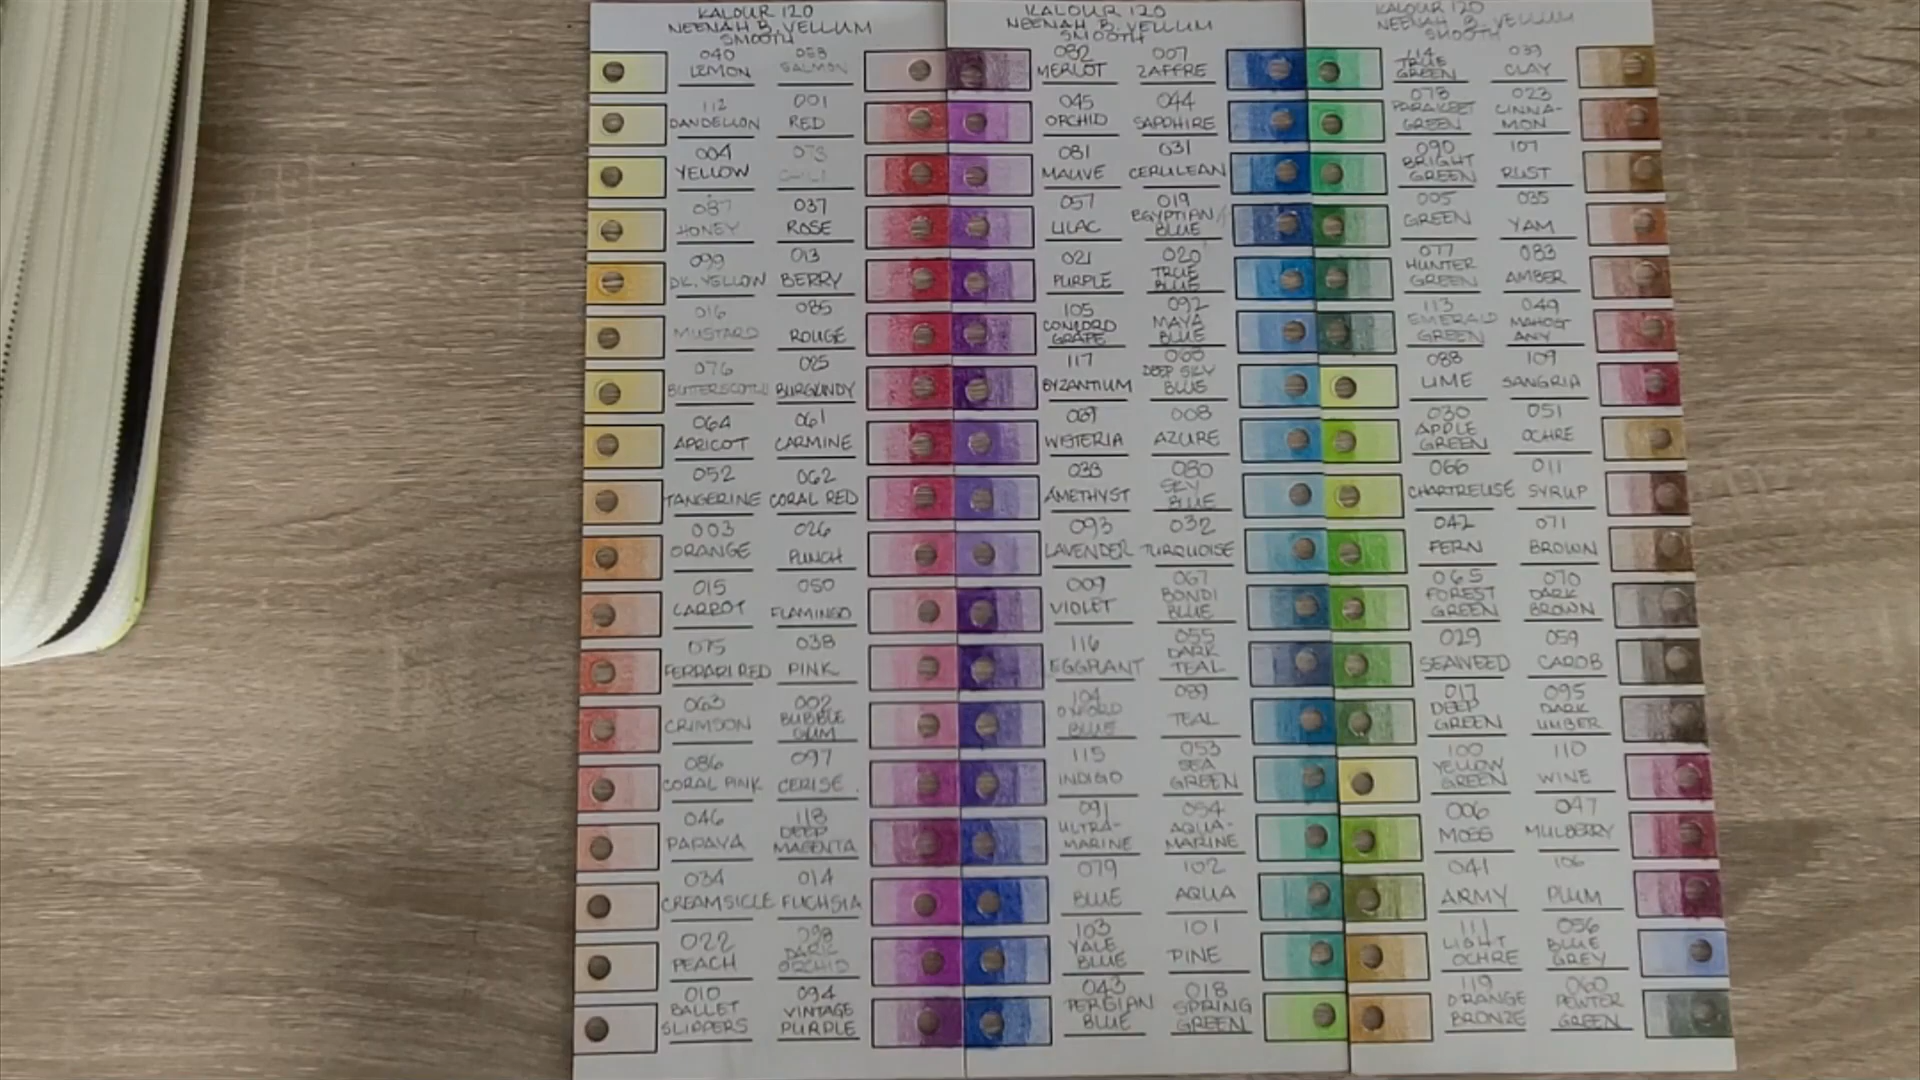 KALOUR 120
NEENAH B. VELLUM
SMOOTH
040 058
LEMON SALMON
112 001
DANDELION RED
004 073
YELLOW CHILI
087 037
HONEY ROSE
099 013
DK. YELLOW BERRY
016 085
MUSTARD ROUGE
076 025
BUTTERSCOTCH BURGUNDY
064 061
APRICOT CARMINE
052 062
TANGERINE CORAL RED
003 026
ORANGE PUNCH
015 050
CARROT FLAMINGO
075 038
FERRARI RED PINK
063 002
CRIMSON BUBBLE
GUM
086 097
CORAL PINK CERISE
046 118
PAPAYA DEEP
MAGENTA
034 014
CREAMSICLE FUCHSIA
022 098
PEACH DARK
ORCHID
010 094
BALLET VINTAGE
SLIPPERS PURPLE
KALOUR 120
NEENAH B. VELLUM
SMOOTH
082 007
MERLOT ZAFFRE
045 044
ORCHID SAPPHIRE
081 031
MAUVE CERULEAN
057 019
LILAC EGYPTIAN
BLUE
021 020
PURPLE TRUE
BLUE
105 092
CONCORD MAYA
GRAPE BLUE
117 068
BYZANTIUM DEEP SKY
BLUE
069 008
WISTERIA AZURE
033 080
AMETHYST SKY
BLUE
093 032
LAVENDER TURQUOISE
009 067
VIOLET BONDI
BLUE
116 055
EGGPLANT DARK
TEAL
104 089
OXFORD TEAL
BLUE
115 053
INDIGO SEA
GREEN
091 054
ULTRA- AQUA-
MARINE MARINE
079 102
BLUE AQUA
103 101
YALE PINE
BLUE
043 018
PERSIAN SPRING
BLUE GREEN
KALOUR 120
NEENAH B. VELLUM
SMOOTH
114 039
TRUE CLAY
GREEN
078 023
PARAKEET CINNA-
GREEN MON
090 107
BRIGHT RUST
GREEN
005 035
GREEN YAM
077 083
HUNTER AMBER
GREEN
113 049
EMERALD MAHOG
GREEN ANY
088 109
LIME SANGRIA
030 051
APPLE OCHRE
GREEN
066 011
CHARTREUSE SYRUP
042 071
FERN BROWN
065 070
FOREST DARK
GREEN BROWN
029 059
SEAWEED CAROB
017 095
DEEP DARK
GREEN UMBER
100 110
YELLOW WINE
GREEN
006 047
MOSS MULBERRY
041 106
ARMY PLUM
111 056
LIGHT BLUE
OCHRE GREY
119 060
ORANGE PEWTER
BRONZE GREEN